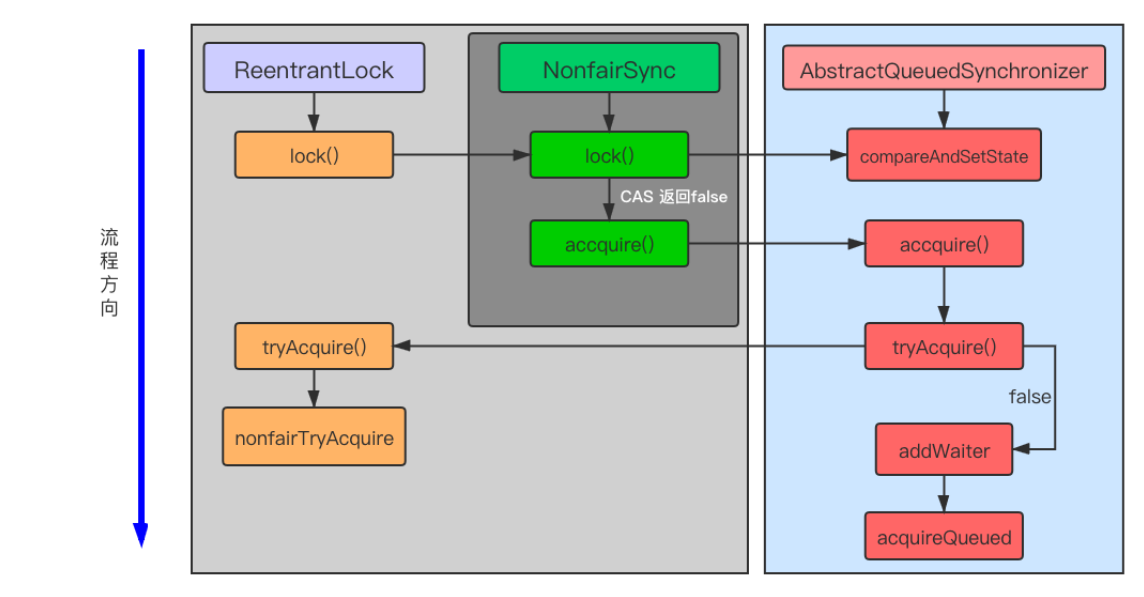 ReentrantLock
NonfairSync
AbstractQueuedSynchronizer
lock()
lock()
compareAndSetState
CAS 返回false
accquire()
accquire()
流程方向
tryAcquire()
tryAcquire()
false
nonfairTryAcquire
addWaiter
acquireQueued